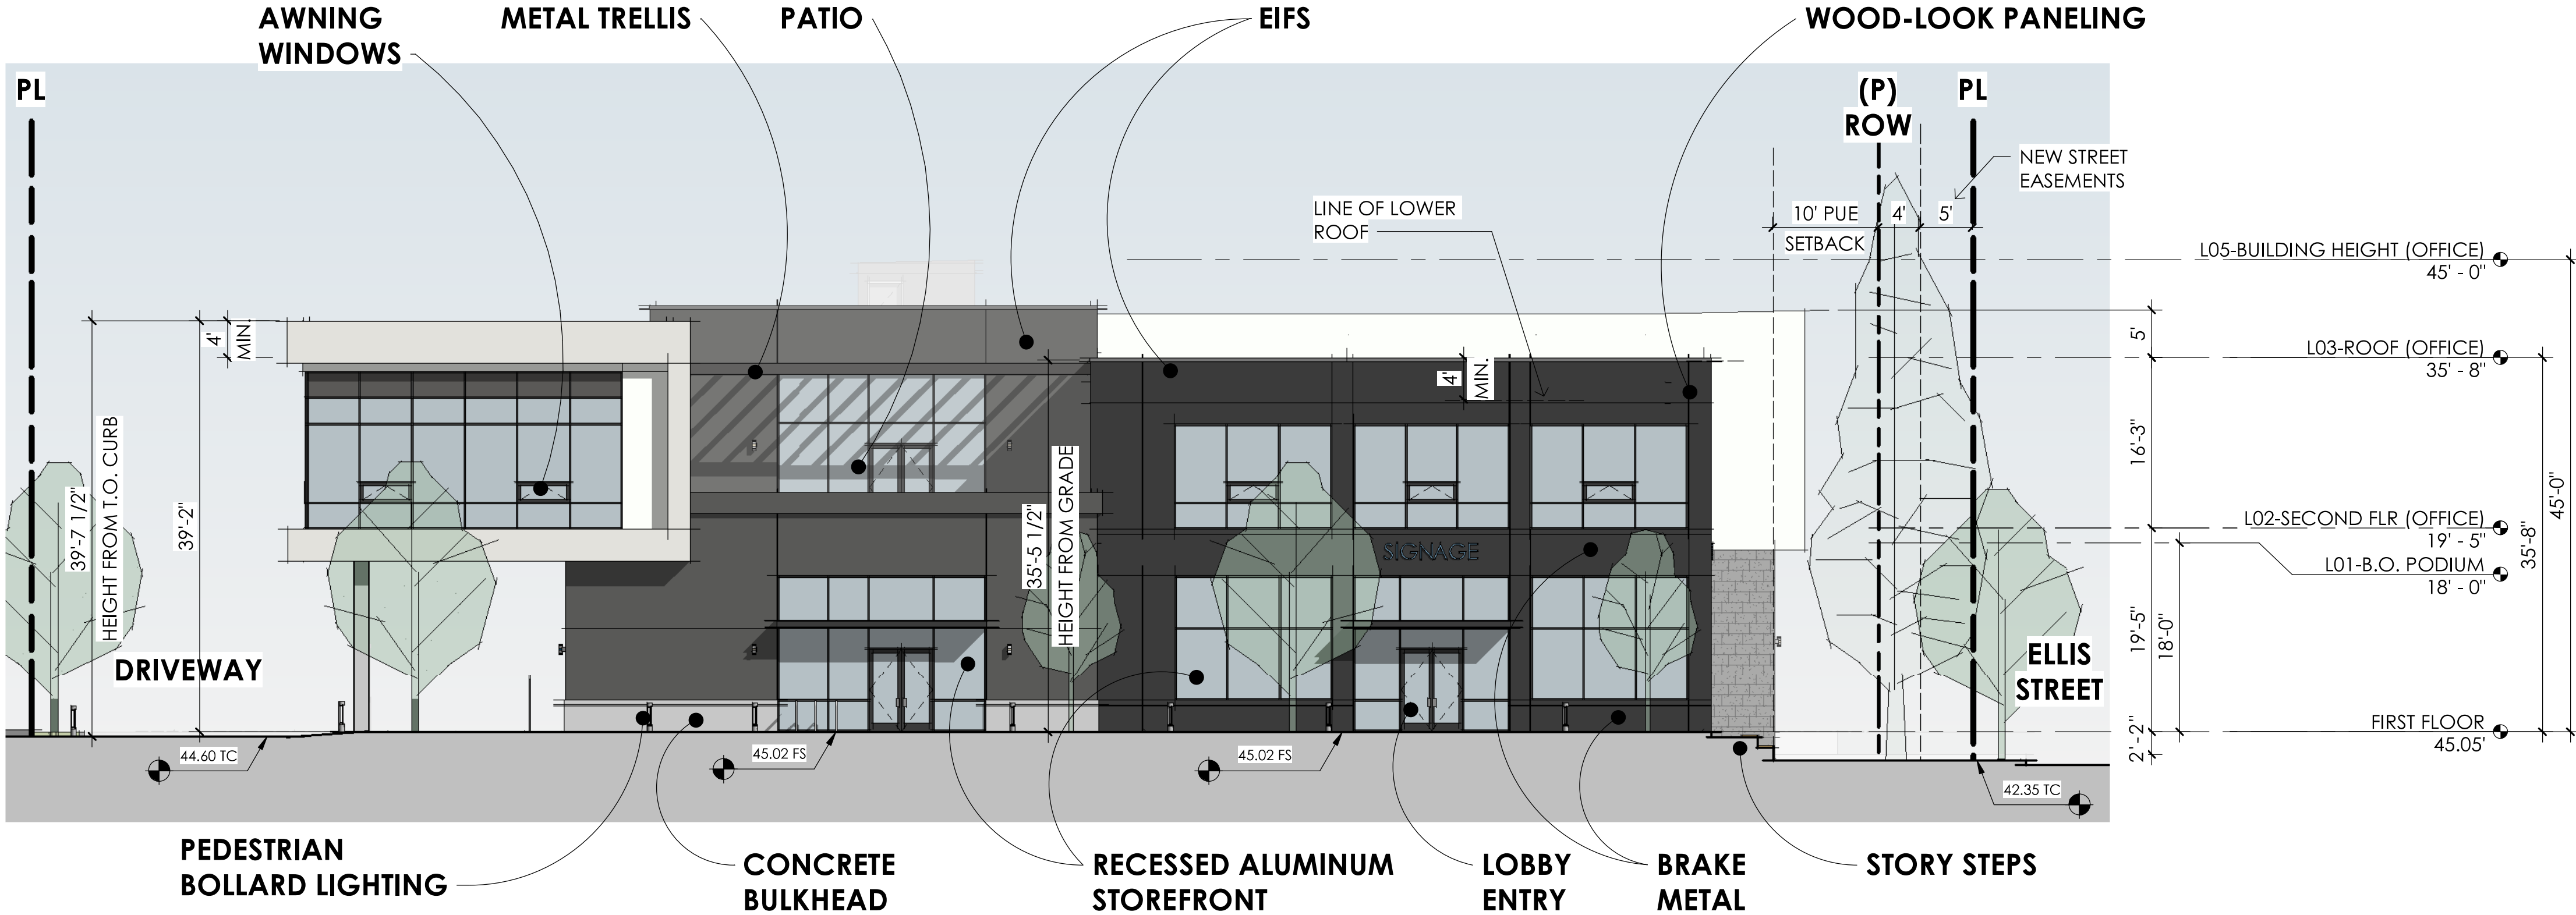 AWNING
WINDOWS
METAL TRELLIS
PATIO
EIFS
WOOD-LOOK PANELING
PL
(P)
ROW
PL
NEW STREET
EASEMENTS
LINE OF LOWER
ROOF
10' PUE
4'
5'
SETBACK
L05-BUILDING HEIGHT (OFFICE)
45' - 0"
4'
MIN.
4'
MIN.
5'
L03-ROOF (OFFICE)
35' - 8"
39'-7 1/2"
HEIGHT FROM T.O. CURB
39'-2"
35'-5 1/2"
HEIGHT FROM GRADE
16'-3"
45'-0"
SIGNAGE
L02-SECOND FLR (OFFICE)
19' - 5"
35'-8"
L01-B.O. PODIUM
18' - 0"
19'-5"
18'-0"
DRIVEWAY
ELLIS
STREET
FIRST FLOOR
45.05'
2'-2"
44.60 TC
45.02 FS
45.02 FS
42.35 TC
PEDESTRIAN
BOLLARD LIGHTING
CONCRETE
BULKHEAD
RECESSED ALUMINUM
STOREFRONT
LOBBY
ENTRY
BRAKE
METAL
STORY STEPS